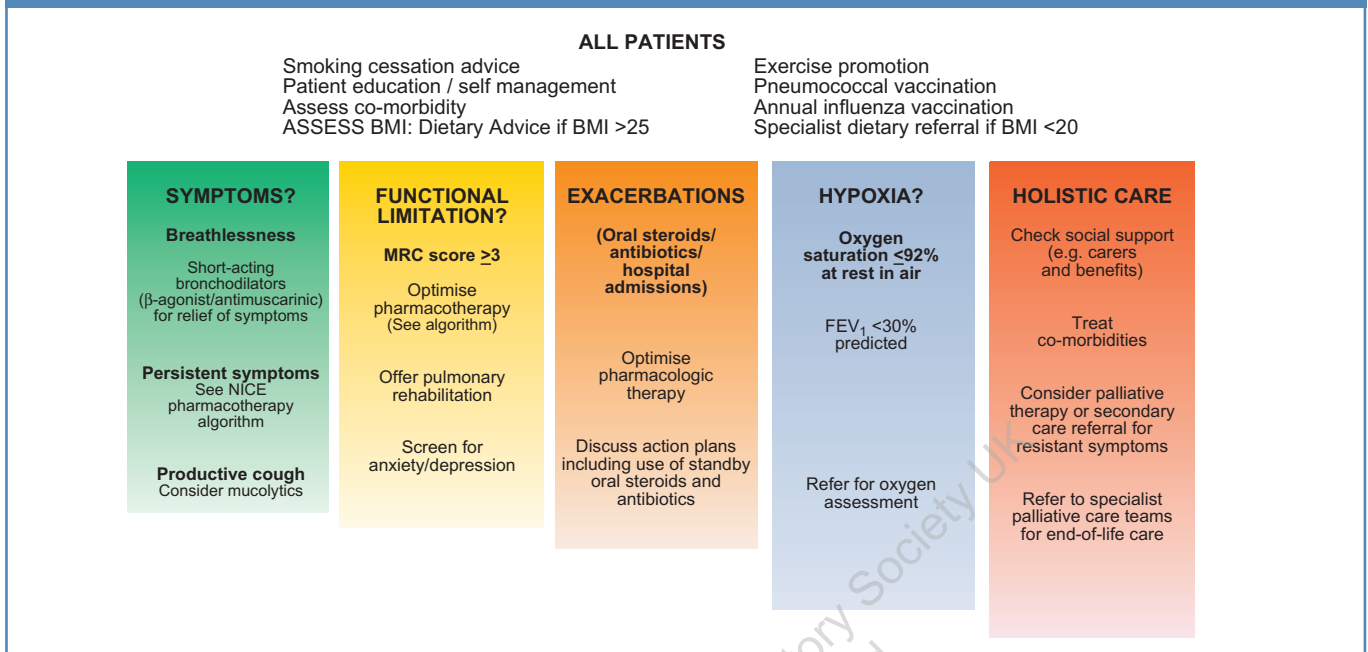 ALL PATIENTS
Smoking cessation advice
Patient education / self management
Assess co-morbidity
ASSESS BMI: Dietary Advice if BMI >25
Exercise promotion
Pneumococcal vaccination
Annual influenza vaccination
Specialist dietary referral if BMI <20
SYMPTOMS?
Breathlessness
Short-acting
bronchodilators
(β-agonist/antimuscarinic)
for relief of symptoms
Persistent symptoms
See NICE
pharmacotherapy
algorithm
Productive cough
Consider mucolytics
FUNCTIONAL
LIMITATION?
MRC score ≥3
Optimise
pharmacotherapy
(See algorithm)
Offer pulmonary
rehabilitation
Screen for
anxiety/depression
EXACERBATIONS
(Oral steroids/
antibiotics/
hospital
admissions)
Optimise
pharmacologic
therapy
Discuss action plans
including use of standby
oral steroids and
antibiotics
HYPOXIA?
Oxygen
saturation ≤92%
at rest in air
FEV₁ <30%
predicted
Refer for oxygen
assessment
HOLISTIC CARE
Check social support
(e.g. carers
and benefits)
Treat
co-morbidities
Consider palliative
therapy or secondary
care referral for
resistant symptoms
Refer to specialist
palliative care teams
for end-of-life care
Society UK